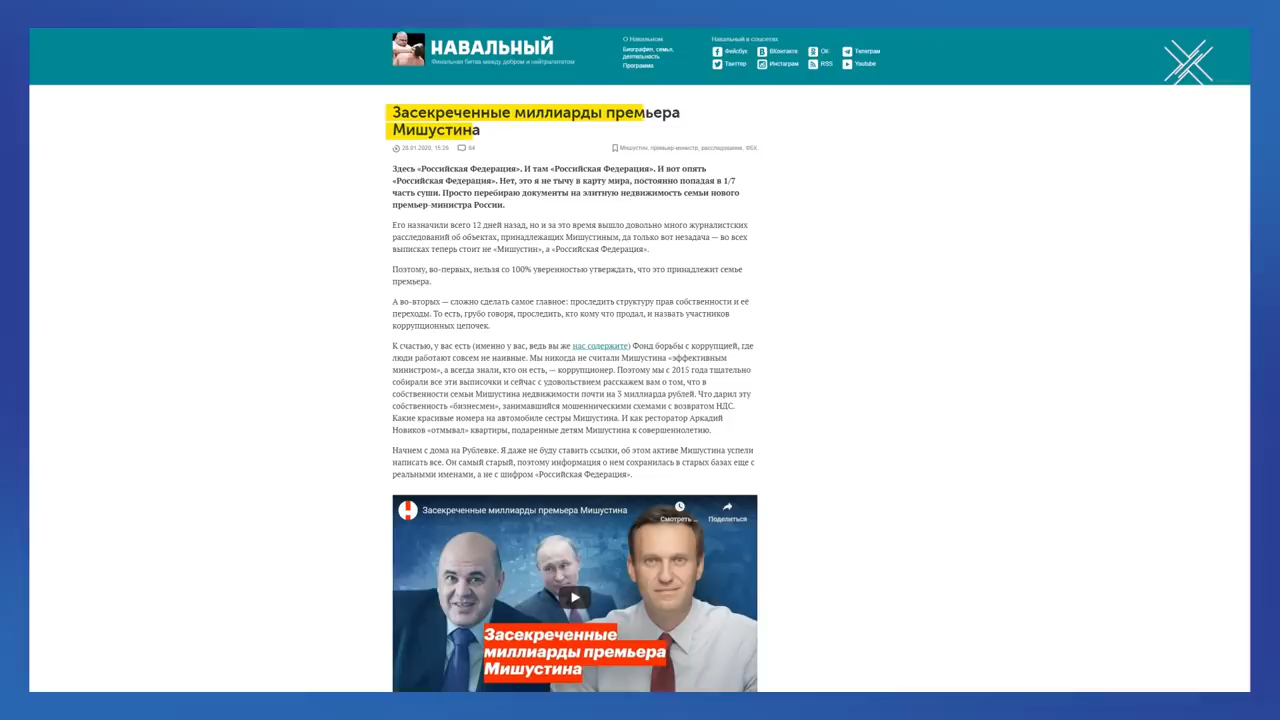 НАВАЛЬНЫЙ
Финальная битва между добром и нейтралитетом
О Навальном
Биография, семья,
деятельность
Программа
Навальный в соцсетях
Фейсбук ВКонтакте ОК Телеграм
Твиттер Инстаграм RSS Youtube
Засекреченные миллиарды премьера
Мишустина
28.01.2020, 15:26 84
Мишустин, премьер-министр, расследование, ФБК.
Здесь «Российская Федерация». И там «Российская Федерация». И вот опять
«Российская Федерация». Нет, это я не тычу в карту мира, постоянно попадая в 1/7
часть суши. Просто перебираю документы на элитную недвижимость семьи нового
премьер-министра России.
Его назначили всего 12 дней назад, но и за это время вышло довольно много журналистских
расследований об объектах, принадлежащих Мишустиным, да только вот незадача — во всех
выписках теперь стоит не «Мишустин», а «Российская Федерация».
Поэтому, во-первых, нельзя со 100% уверенностью утверждать, что это принадлежит семье
премьера.
А во-вторых — сложно сделать самое главное: проследить структуру прав собственности и её
переходы. То есть, грубо говоря, проследить, кто кому что продал, и назвать участников
коррупционных цепочек.
К счастью, у вас есть (именно у вас, ведь вы же нас содержите) Фонд борьбы с коррупцией, где
люди работают совсем не наивные. Мы никогда не считали Мишустина «эффективным
министром», а всегда знали, кто он есть, — коррупционер. Поэтому мы с 2015 года тщательно
собирали все эти выписочки и сейчас с удовольствием расскажем вам о том, что в
собственности семьи Мишустина недвижимости почти на 3 миллиарда рублей. Что дарил эту
собственность «бизнесмен», занимавшийся мошенническими схемами с возвратом НДС.
Какие красивые номера на автомобиле сестры Мишустина. И как ресторатор Аркадий
Новиков «отмывал» квартиры, подаренные детям Мишустина к совершеннолетию.
Начнем с дома на Рублевке. Я даже не буду ставить ссылки, об этом активе Мишустина успели
написать все. Он самый старый, поэтому информация о нем сохранилась в старых базах еще с
реальными именами, а не с шифром «Российская Федерация».
Засекреченные миллиарды премьера Мишустина
Смотреть ... Поделиться
Засекреченные
миллиарды премьера
Мишустина